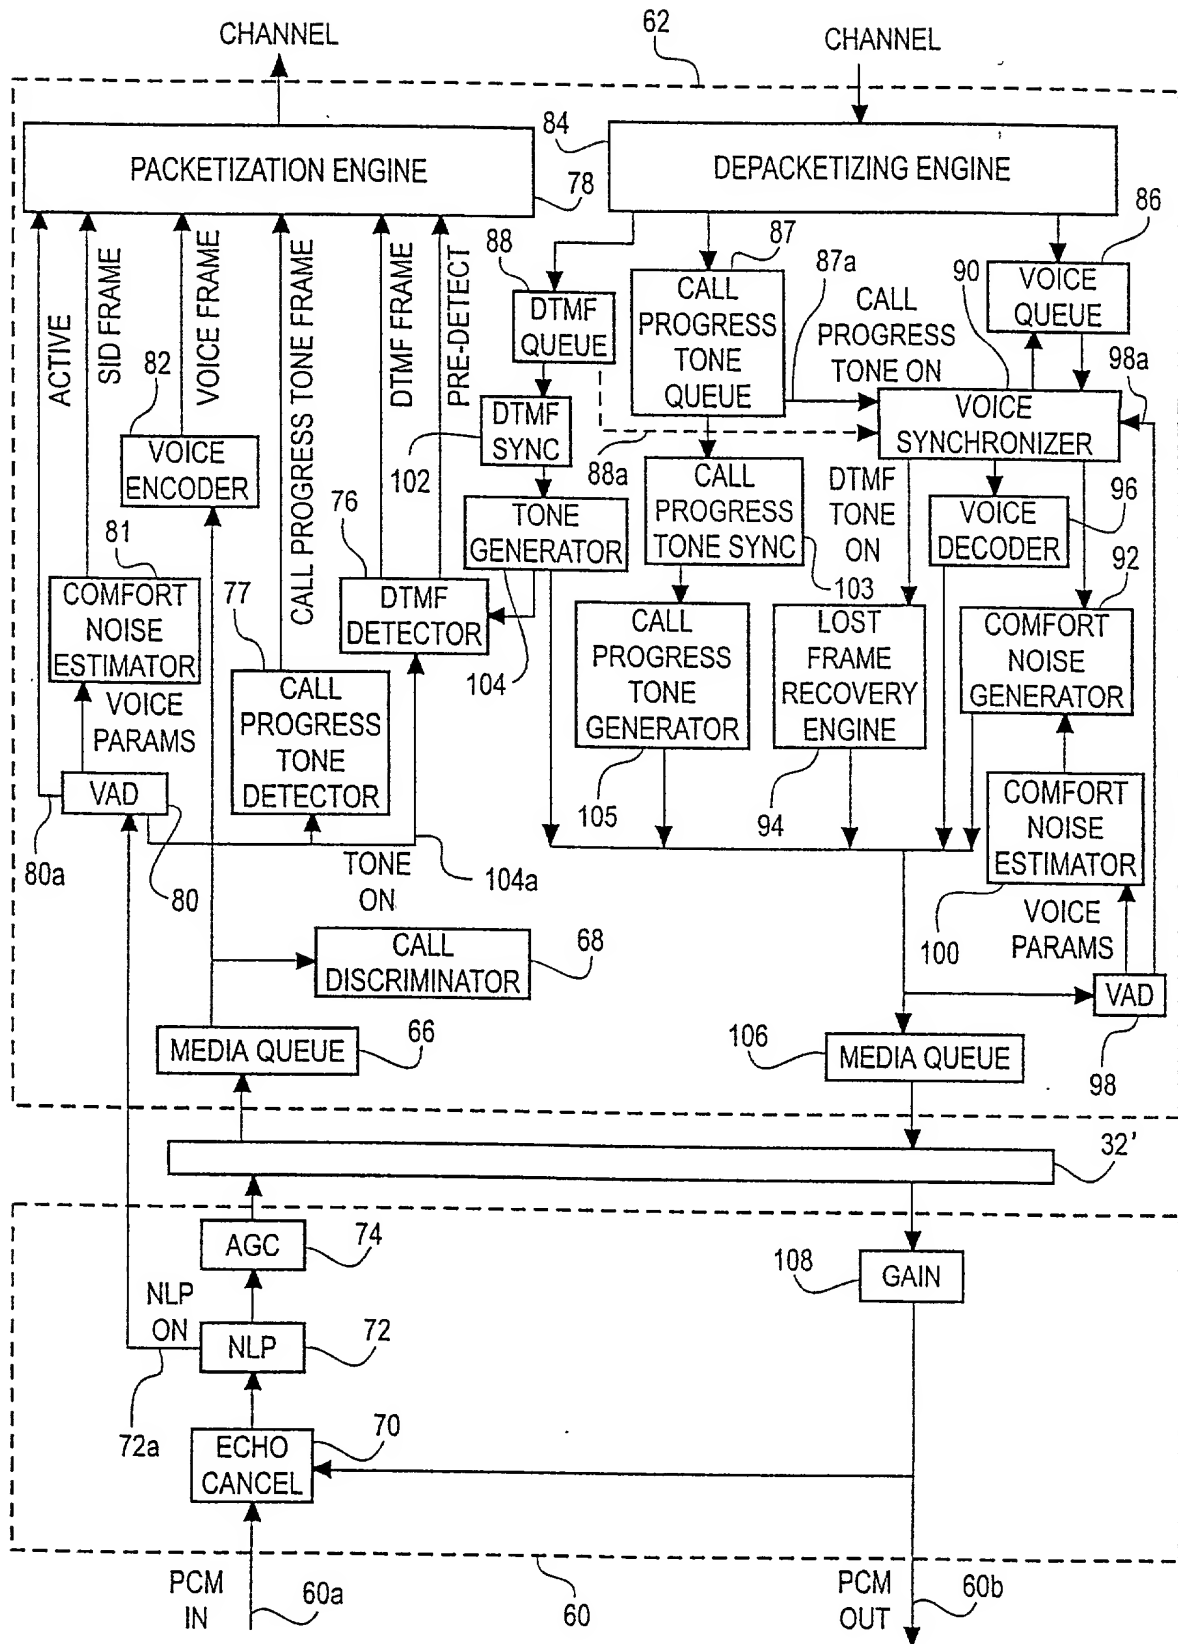 CHANNEL
62
CHANNEL
PACKETIZATION ENGINE
78
84
DEPACKETIZING ENGINE
ACTIVE
SID FRAME
VOICE FRAME
CALL PROGRESS TONE FRAME
DTMF FRAME
PRE-DETECT
88
DTMF
QUEUE
87
CALL
PROGRESS
TONE
QUEUE
87a
CALL
PROGRESS
TONE ON
90
86
VOICE
QUEUE
98a
VOICE
SYNCHRONIZER
82
VOICE
ENCODER
102
DTMF
SYNC
88a
CALL
PROGRESS
TONE SYNC
103
DTMF
TONE
ON
VOICE
DECODER
96
81
COMFORT
NOISE
ESTIMATOR
76
DTMF
DETECTOR
TONE
GENERATOR
104
92
COMFORT
NOISE
GENERATOR
77
CALL
PROGRESS
TONE
DETECTOR
CALL
PROGRESS
TONE
GENERATOR
105
LOST
FRAME
RECOVERY
ENGINE
94
VOICE
PARAMS
VAD
80a
80
TONE
ON
104a
COMFORT
NOISE
ESTIMATOR
100
VOICE
PARAMS
CALL
DISCRIMINATOR
68
VAD
98
MEDIA QUEUE
66
106
MEDIA QUEUE
32'
AGC
74
108
GAIN
NLP
ON
NLP
72
72a
ECHO
CANCEL
70
PCM
IN
60a
60
PCM
OUT
60b